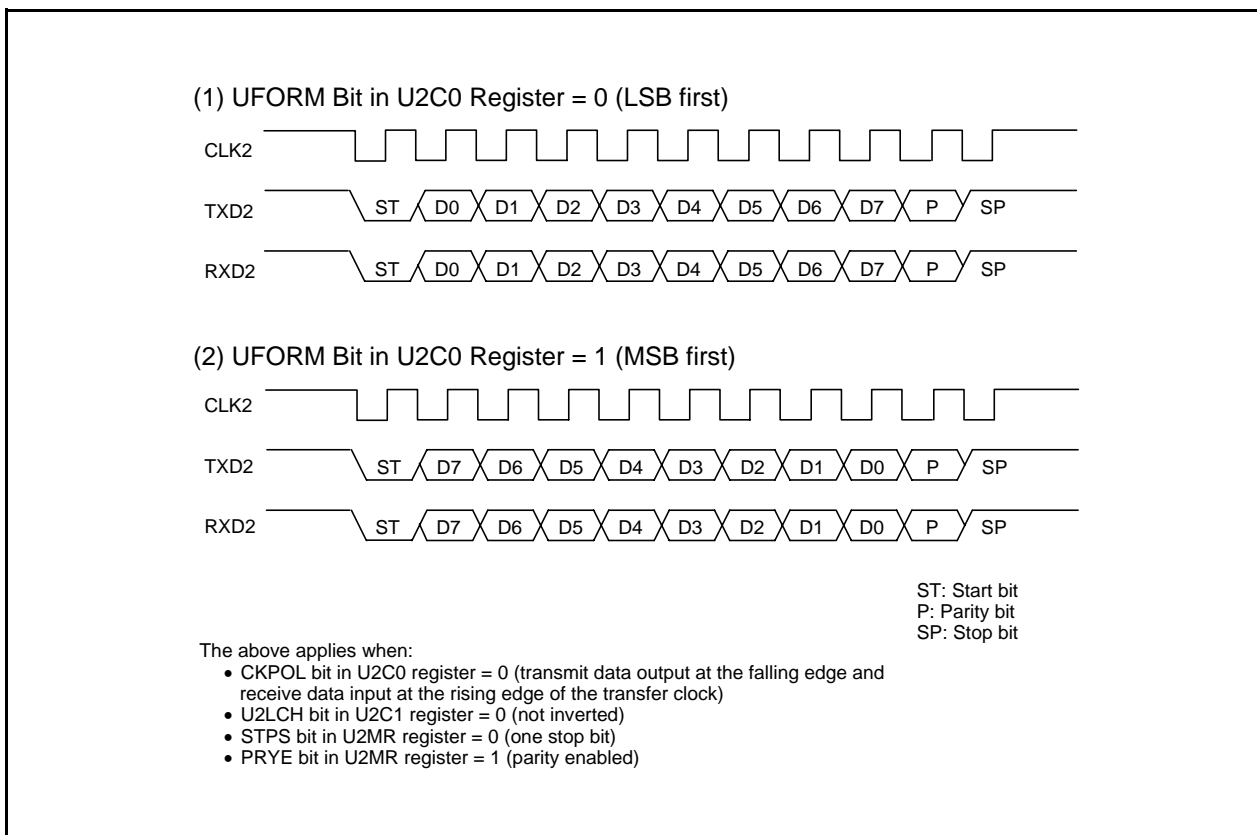 (1) UFORM Bit in U2C0 Register = 0 (LSB first)
CLK2
TXD2 ST D0 D1 D2 D3 D4 D5 D6 D7 P SP
RXD2 ST D0 D1 D2 D3 D4 D5 D6 D7 P SP
(2) UFORM Bit in U2C0 Register = 1 (MSB first)
CLK2
TXD2 ST D7 D6 D5 D4 D3 D2 D1 D0 P SP
RXD2 ST D7 D6 D5 D4 D3 D2 D1 D0 P SP
ST: Start bit
P: Parity bit
SP: Stop bit
The above applies when:
• CKPOL bit in U2C0 register = 0 (transmit data output at the falling edge and
receive data input at the rising edge of the transfer clock)
• U2LCH bit in U2C1 register = 0 (not inverted)
• STPS bit in U2MR register = 0 (one stop bit)
• PRYE bit in U2MR register = 1 (parity enabled)